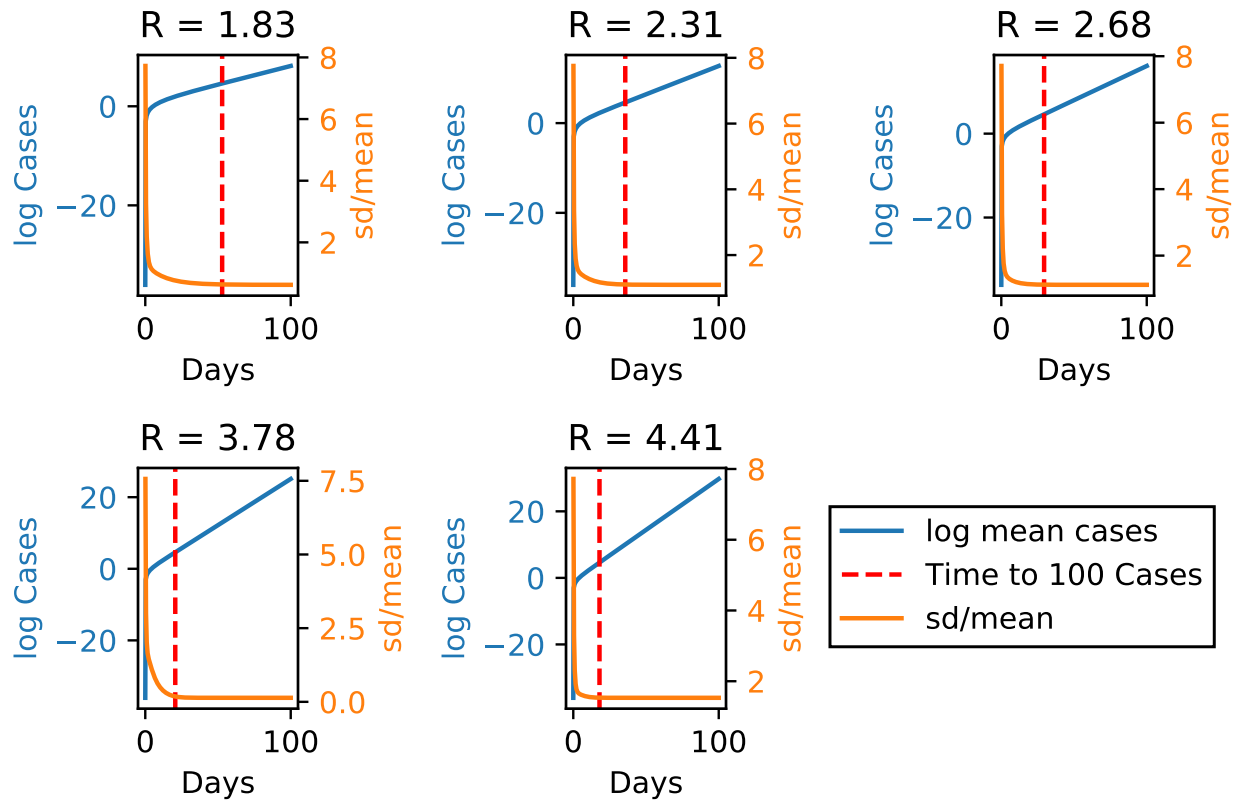 R = 1.83
log Cases
0
−20
8
6
4
2
sd/mean
0
100
Days
R = 2.31
log Cases
0
−20
8
6
4
2
sd/mean
0
100
Days
R = 2.68
log Cases
0
−20
8
6
4
2
sd/mean
0
100
Days
R = 3.78
log Cases
20
0
−20
7.5
5.0
2.5
0.0
sd/mean
0
100
Days
R = 4.41
log Cases
20
0
−20
8
6
4
2
sd/mean
0
100
Days
log mean cases
Time to 100 Cases
sd/mean